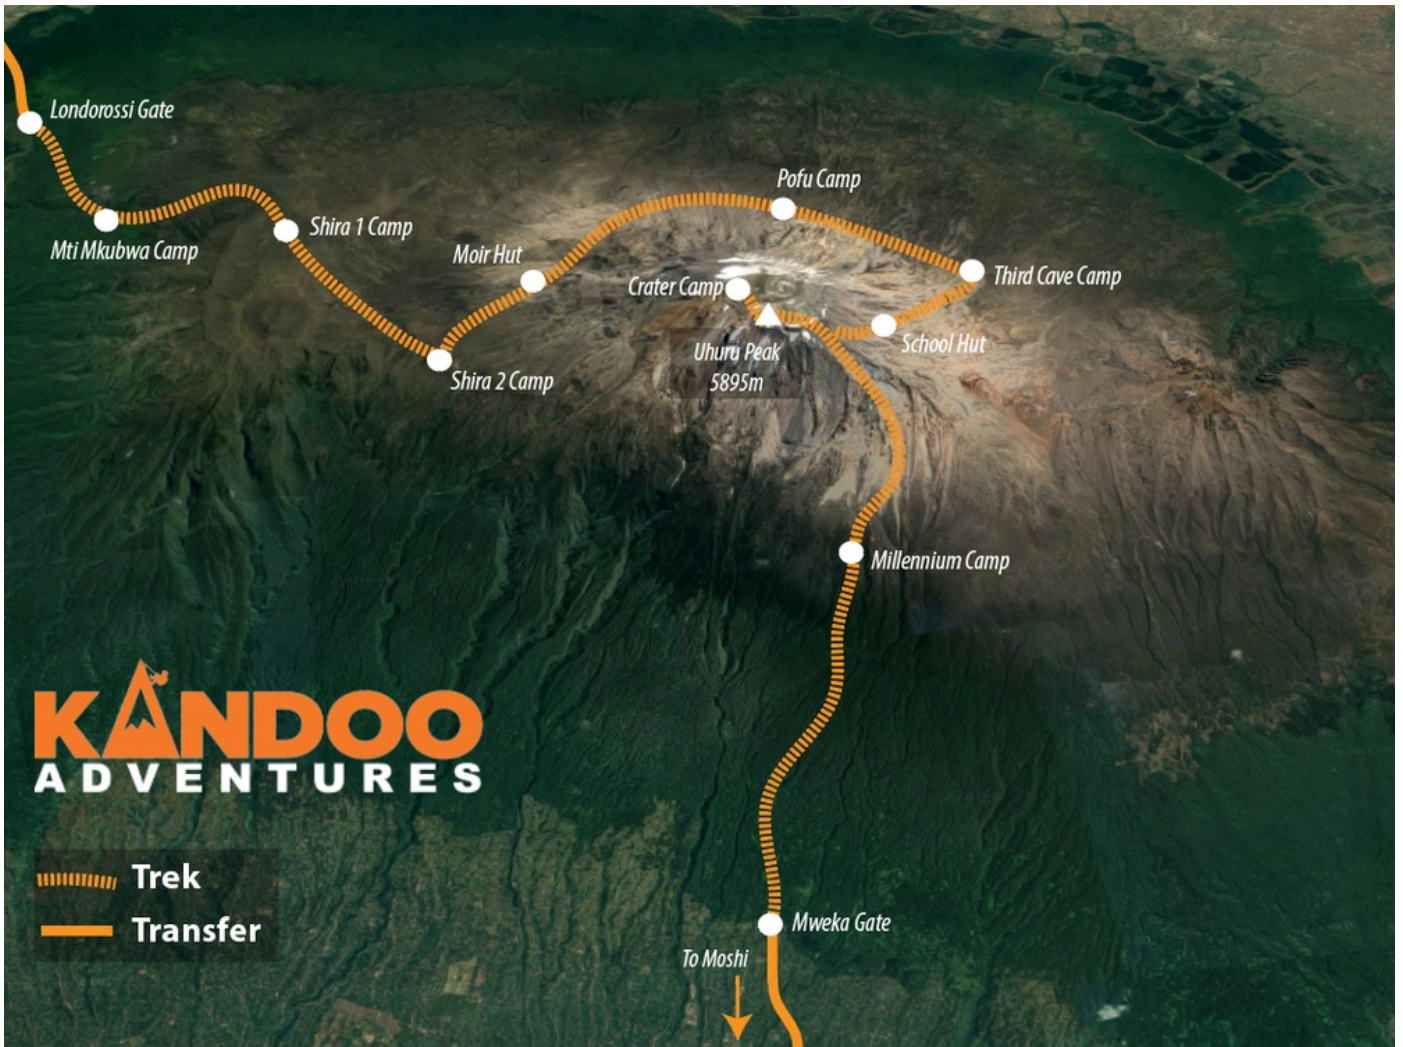 Londorossi Gate
Pofu Camp
Shira 1 Camp
Mti Mkubwa Camp
Moir Hut
Third Cave Camp
Crater Camp
School Hut
Uhuru Peak
5895m
Shira 2 Camp
Millennium Camp
KANDOO
ADVENTURES
Trek
Transfer
Mweka Gate
To Moshi